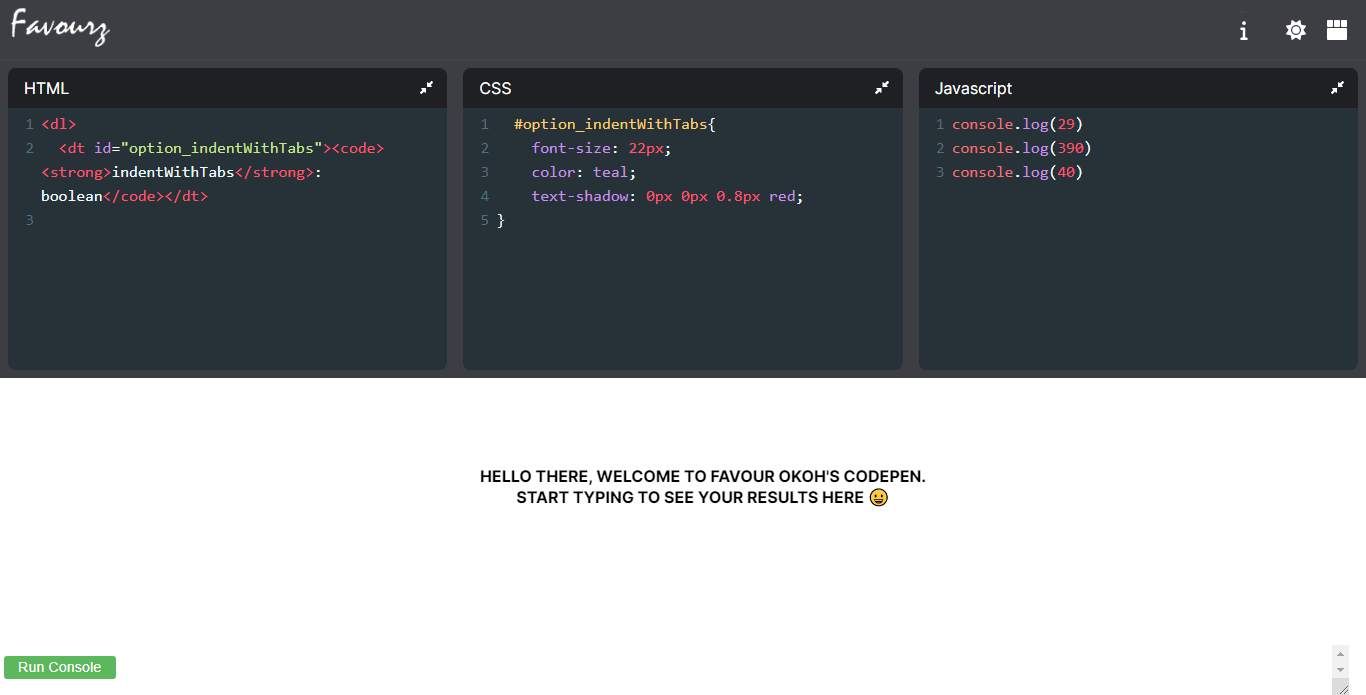 Favourz
HTML
1 <dl>
2 <dt id="option_indentWithTabs"><code>
<strong>indentWithTabs</strong>:
boolean</code></dt>
3
CSS
1 #option_indentWithTabs{
2 font-size: 22px;
3 color: teal;
4 text-shadow: 0px 0px 0.8px red;
5 }
Javascript
1 console.log(29)
2 console.log(390)
3 console.log(40)
HELLO THERE, WELCOME TO FAVOUR OKOH'S CODEPEN.
START TYPING TO SEE YOUR RESULTS HERE 😀
Run Console